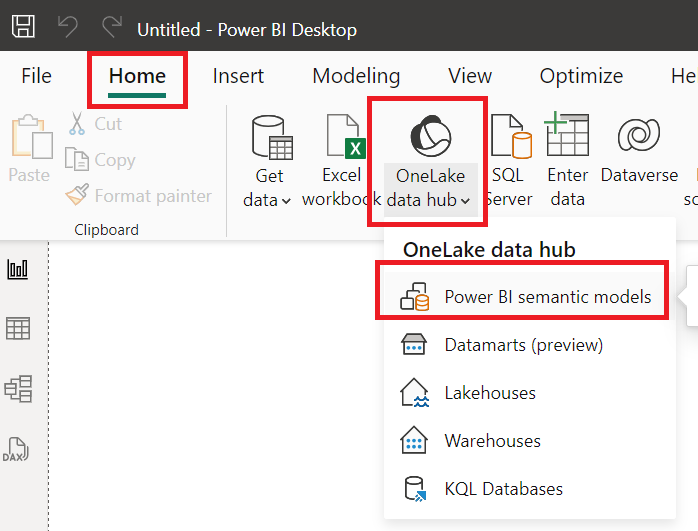 Untitled - Power BI Desktop
File Home Insert Modeling View Optimize He
Cut
Copy
Format painter
Paste
Clipboard
Get
data
Excel
workbook
OneLake
data hub
SQL
Server
Enter
data
Dataverse
OneLake data hub
Power BI semantic models
Datamarts (preview)
Lakehouses
Warehouses
KQL Databases
DAX